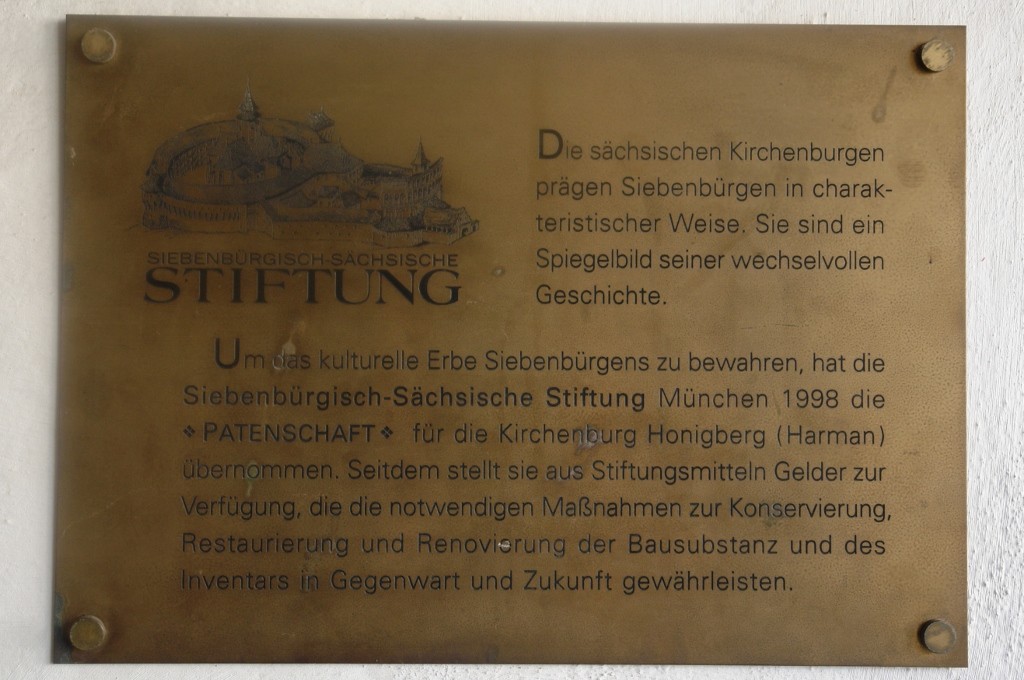 SIEBENBÜRGISCH-SÄCHSISCHE
STIFTUNG
Die sächsischen Kirchenburgen
prägen Siebenbürgen in charak-
teristischer Weise. Sie sind ein
Spiegelbild seiner wechselvollen
Geschichte.
Um das kulturelle Erbe Siebenbürgens zu bewahren, hat die
Siebenbürgisch-Sächsische Stiftung München 1998 die
❖ PATENSCHAFT ❖ für die Kirchenburg Honigberg (Harman)
übernommen. Seitdem stellt sie aus Stiftungsmitteln Gelder zur
Verfügung, die die notwendigen Maßnahmen zur Konservierung,
Restaurierung und Renovierung der Bausubstanz und des
Inventars in Gegenwart und Zukunft gewährleisten.